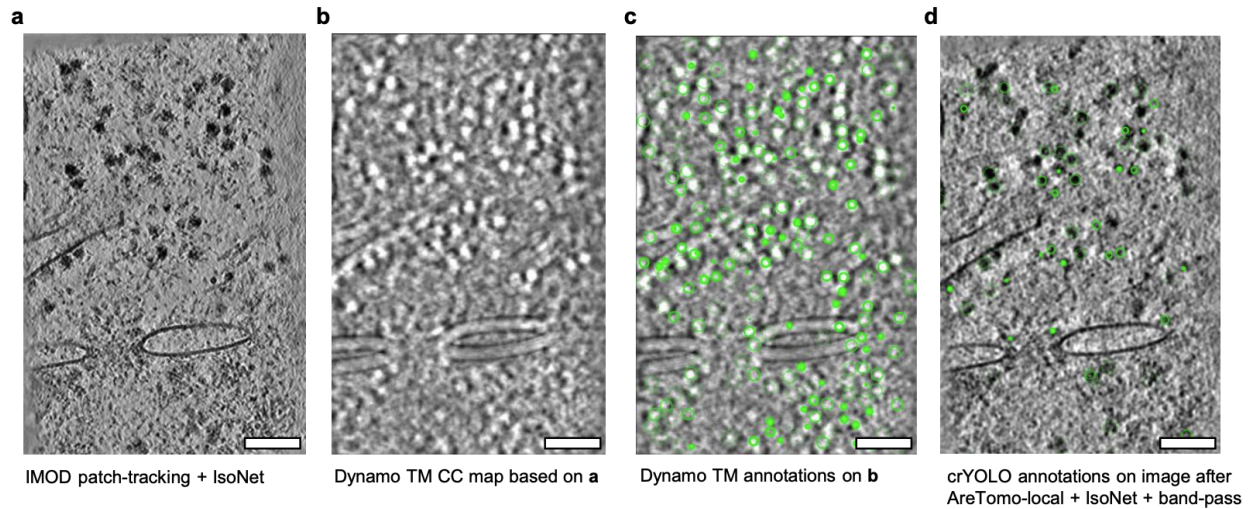 a
b
c
d
IMOD patch-tracking + IsoNet
Dynamo TM CC map based on a
Dynamo TM annotations on b
crYOLO annotations on image after
AreTomo-local + IsoNet + band-pass